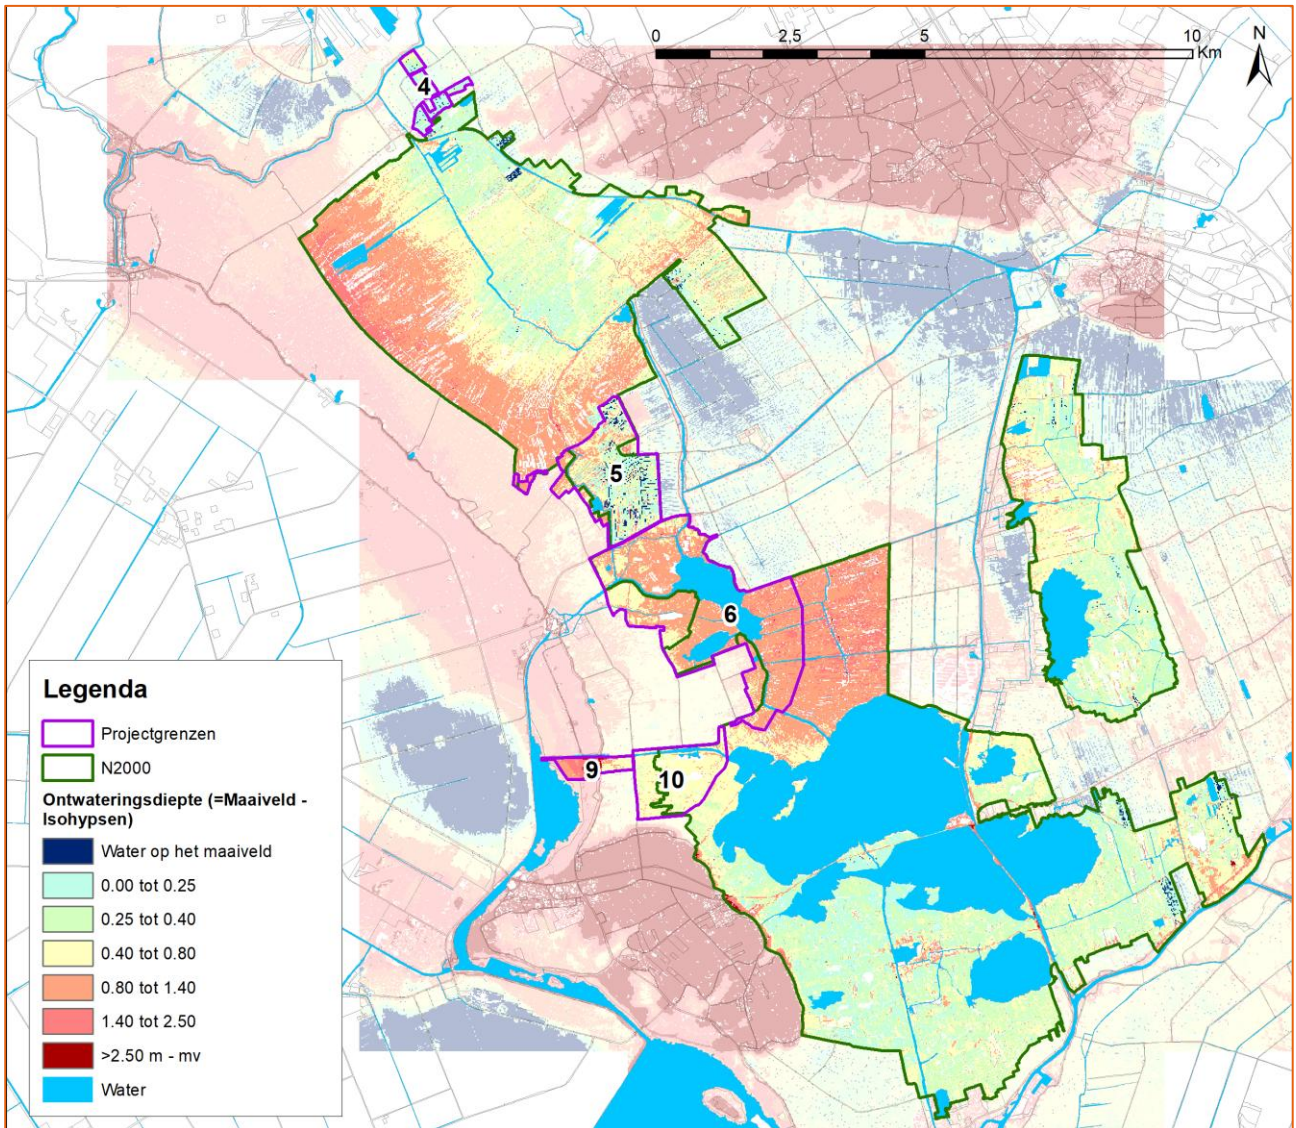 0 2,5 5 10
Km
N
4
5
6
9
10
Legenda
Projectgrenzen
N2000
Ontwateringsdiepte (=Maaiveld -
Isohypsen)
Water op het maaiveld
0.00 tot 0.25
0.25 tot 0.40
0.40 tot 0.80
0.80 tot 1.40
1.40 tot 2.50
>2.50 m - mv
Water